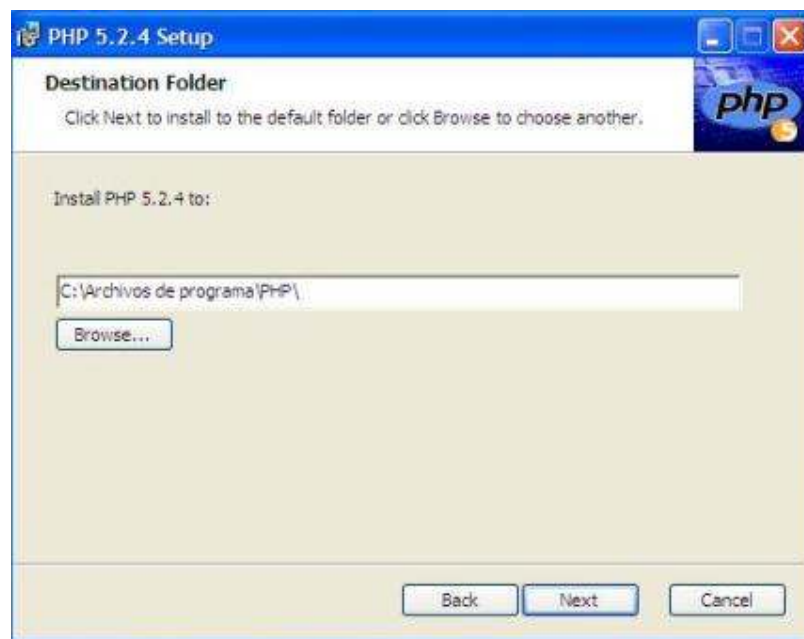 PHP 5.2.4 Setup
Destination Folder
Click Next to install to the default folder or click Browse to choose another.
php
5
Install PHP 5.2.4 to:
C:\Archivos de programa\PHP\
Browse...
Back Next Cancel